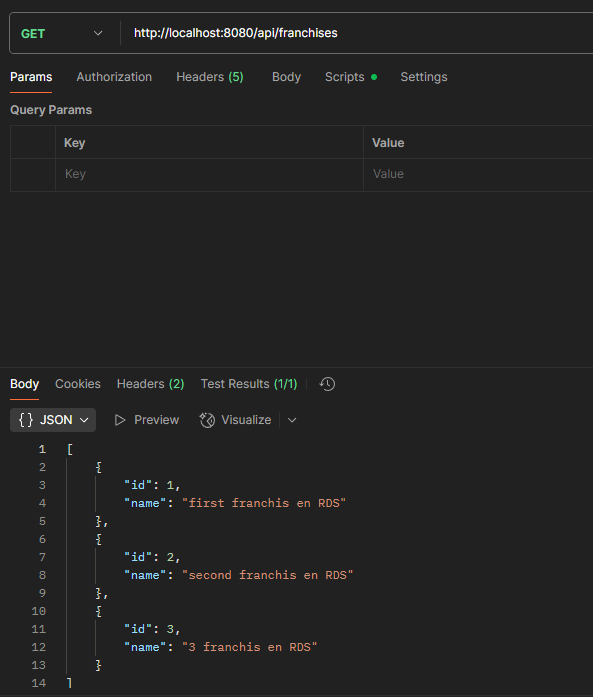 GET http://localhost:8080/api/franchises
Params Authorization Headers (5) Body Scripts Settings
Query Params
Key Value
Key Value
Body Cookies Headers (2) Test Results (1/1)
{} JSON Preview Visualize
1 [
2 {
3 "id": 1,
4 "name": "first franchis en RDS"
5 },
6 {
7 "id": 2,
8 "name": "second franchis en RDS"
9 },
10 {
11 "id": 3,
12 "name": "3 franchis en RDS"
13 }
14 ]